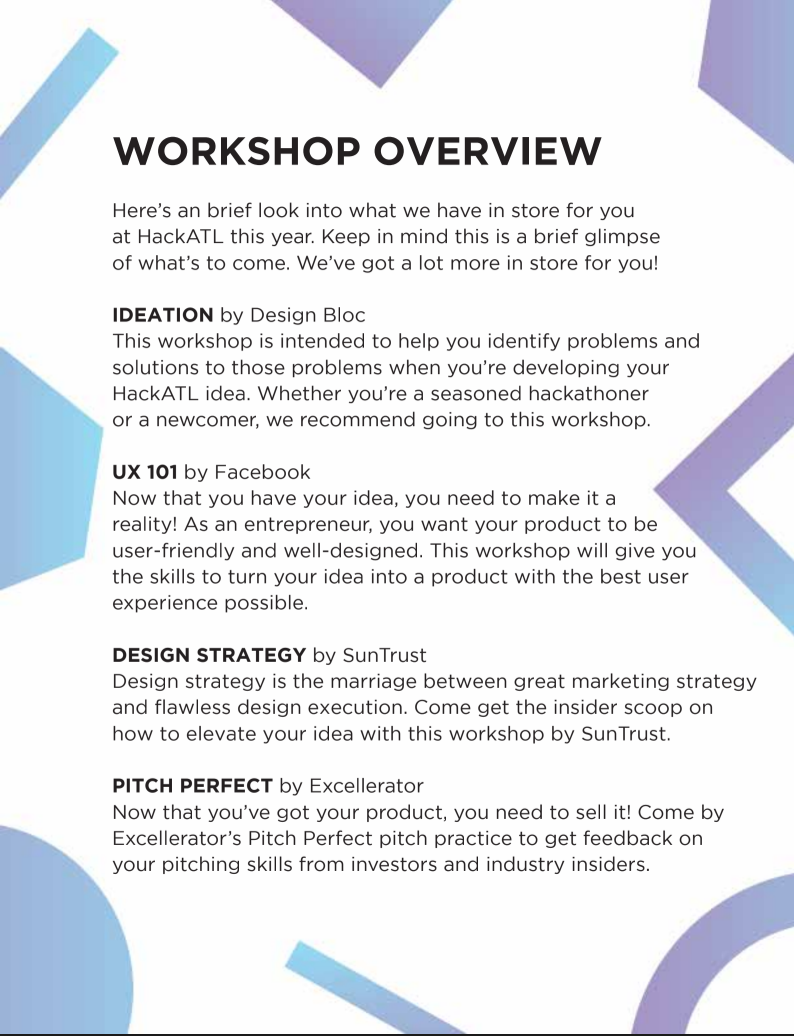 WORKSHOP OVERVIEW
Here’s an brief look into what we have in store for you
at HackATL this year. Keep in mind this is a brief glimpse
of what’s to come. We’ve got a lot more in store for you!
IDEATION by Design Bloc
This workshop is intended to help you identify problems and
solutions to those problems when you’re developing your
HackATL idea. Whether you’re a seasoned hackathoner
or a newcomer, we recommend going to this workshop.
UX 101 by Facebook
Now that you have your idea, you need to make it a
reality! As an entrepreneur, you want your product to be
user-friendly and well-designed. This workshop will give you
the skills to turn your idea into a product with the best user
experience possible.
DESIGN STRATEGY by SunTrust
Design strategy is the marriage between great marketing strategy
and flawless design execution. Come get the insider scoop on
how to elevate your idea with this workshop by SunTrust.
PITCH PERFECT by Excellerator
Now that you’ve got your product, you need to sell it! Come by
Excellerator’s Pitch Perfect pitch practice to get feedback on
your pitching skills from investors and industry insiders.